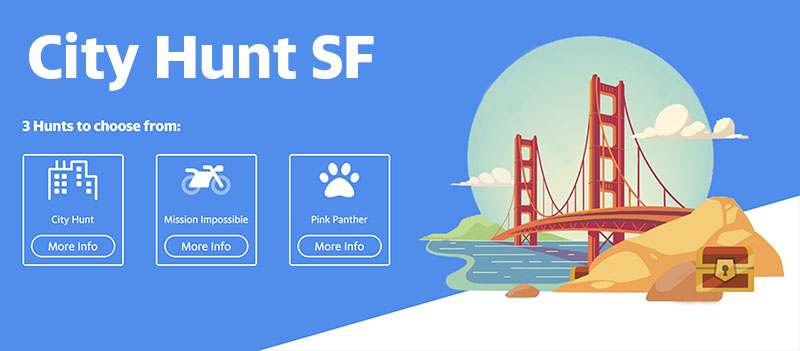 City Hunt SF
3 Hunts to choose from:
City Hunt
More Info
Mission Impossible
More Info
Pink Panther
More Info